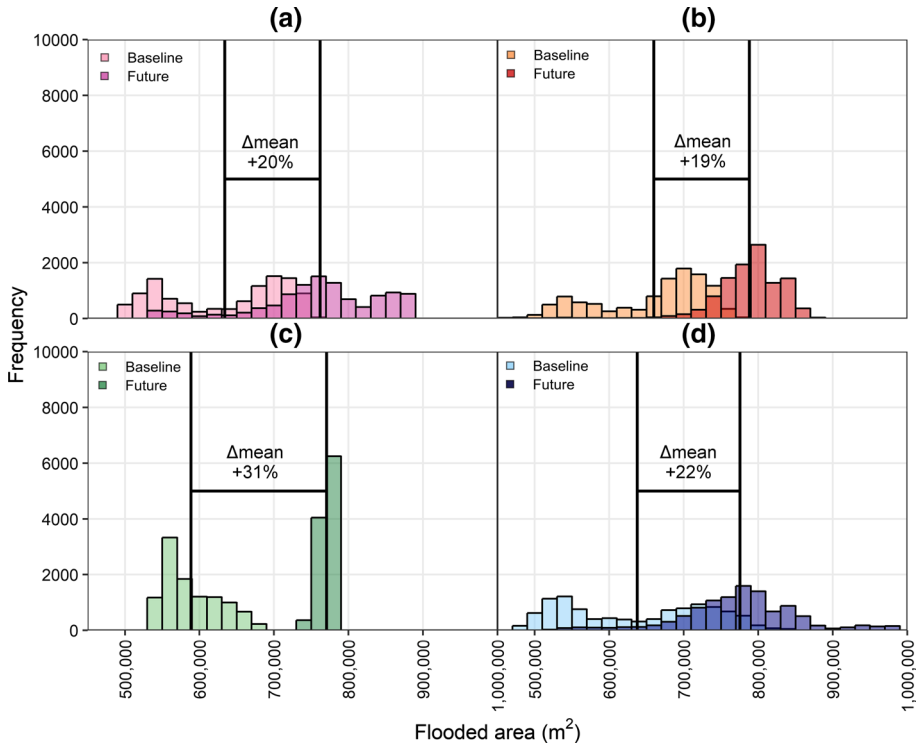 (a)
(b)
10000
8000
6000
4000
2000
0
Baseline
Future
Δmean
+20%
Baseline
Future
Δmean
+19%
Frequency
(c)
(d)
10000
8000
6000
4000
2000
0
Baseline
Future
Δmean
+31%
Baseline
Future
Δmean
+22%
500,000
600,000
700,000
800,000
900,000
1,000,000
500,000
600,000
700,000
800,000
900,000
1,000,000
Flooded area (m²)